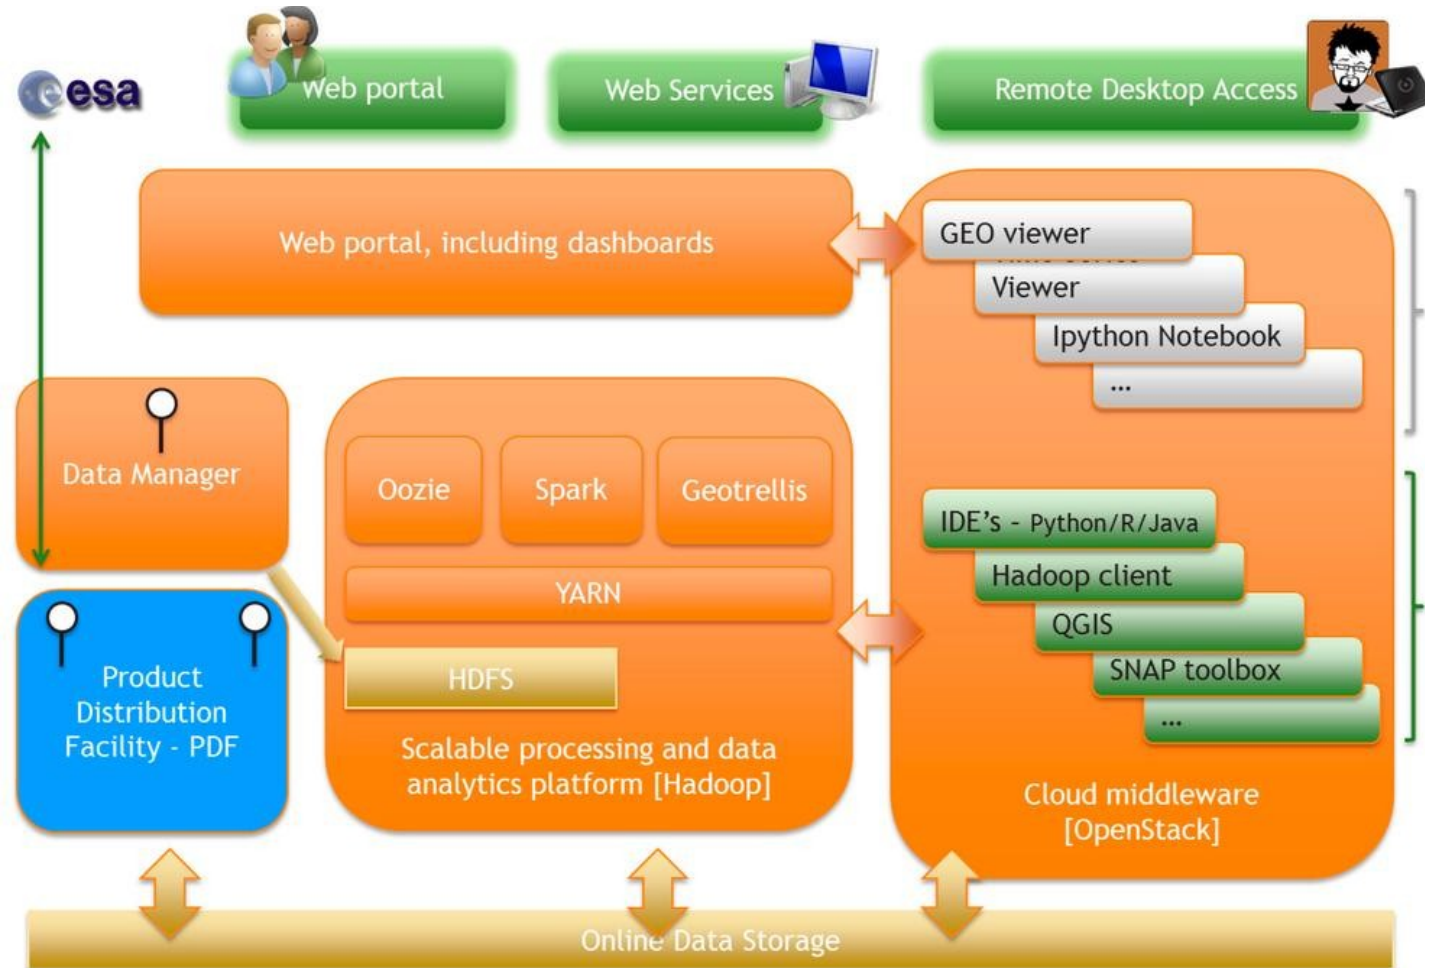 esa
Web portal
Web Services
Remote Desktop Access
Web portal, including dashboards
GEO viewer
Viewer
Ipython Notebook
...
Data Manager
Oozie
Spark
Geotrellis
YARN
HDFS
Scalable processing and data
analytics platform [Hadoop]
IDE’s - Python/R/Java
Hadoop client
QGIS
SNAP toolbox
...
Cloud middleware
[OpenStack]
Product
Distribution
Facility - PDF
Online Data Storage